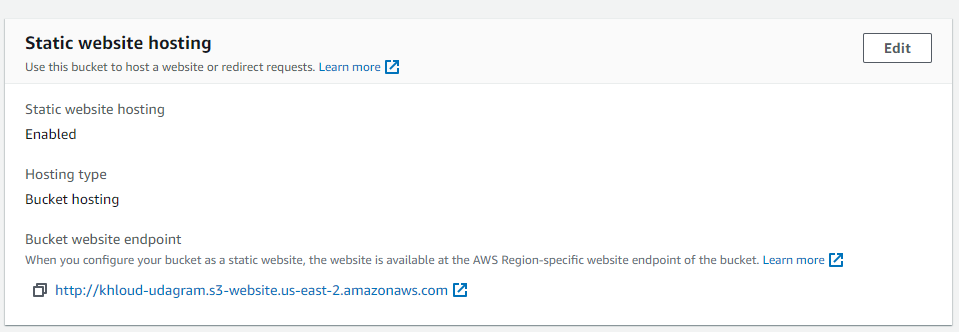 Static website hosting
Edit
Use this bucket to host a website or redirect requests. Learn more
Static website hosting
Enabled
Hosting type
Bucket hosting
Bucket website endpoint
When you configure your bucket as a static website, the website is available at the AWS Region-specific website endpoint of the bucket. Learn more
http://khloud-udagram.s3-website.us-east-2.amazonaws.com